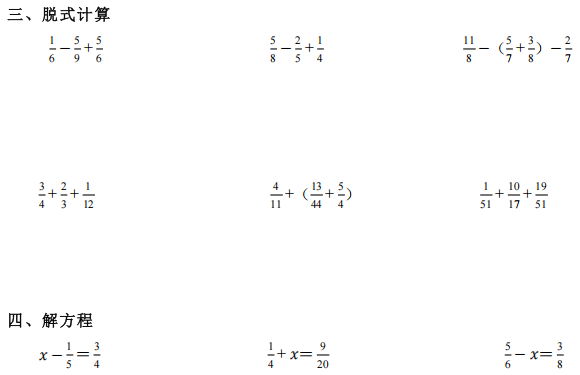 三、脱式计算
1/6−5/9+5/6 5/8−2/5+1/4 11/8−（5/7+3/8）−2/7
3/4+2/3+1/12 4/11+（13/44+5/4） 1/51+10/17+19/51
四、解方程
x−1/5=3/4 1/4+x=9/20 5/6−x=3/8